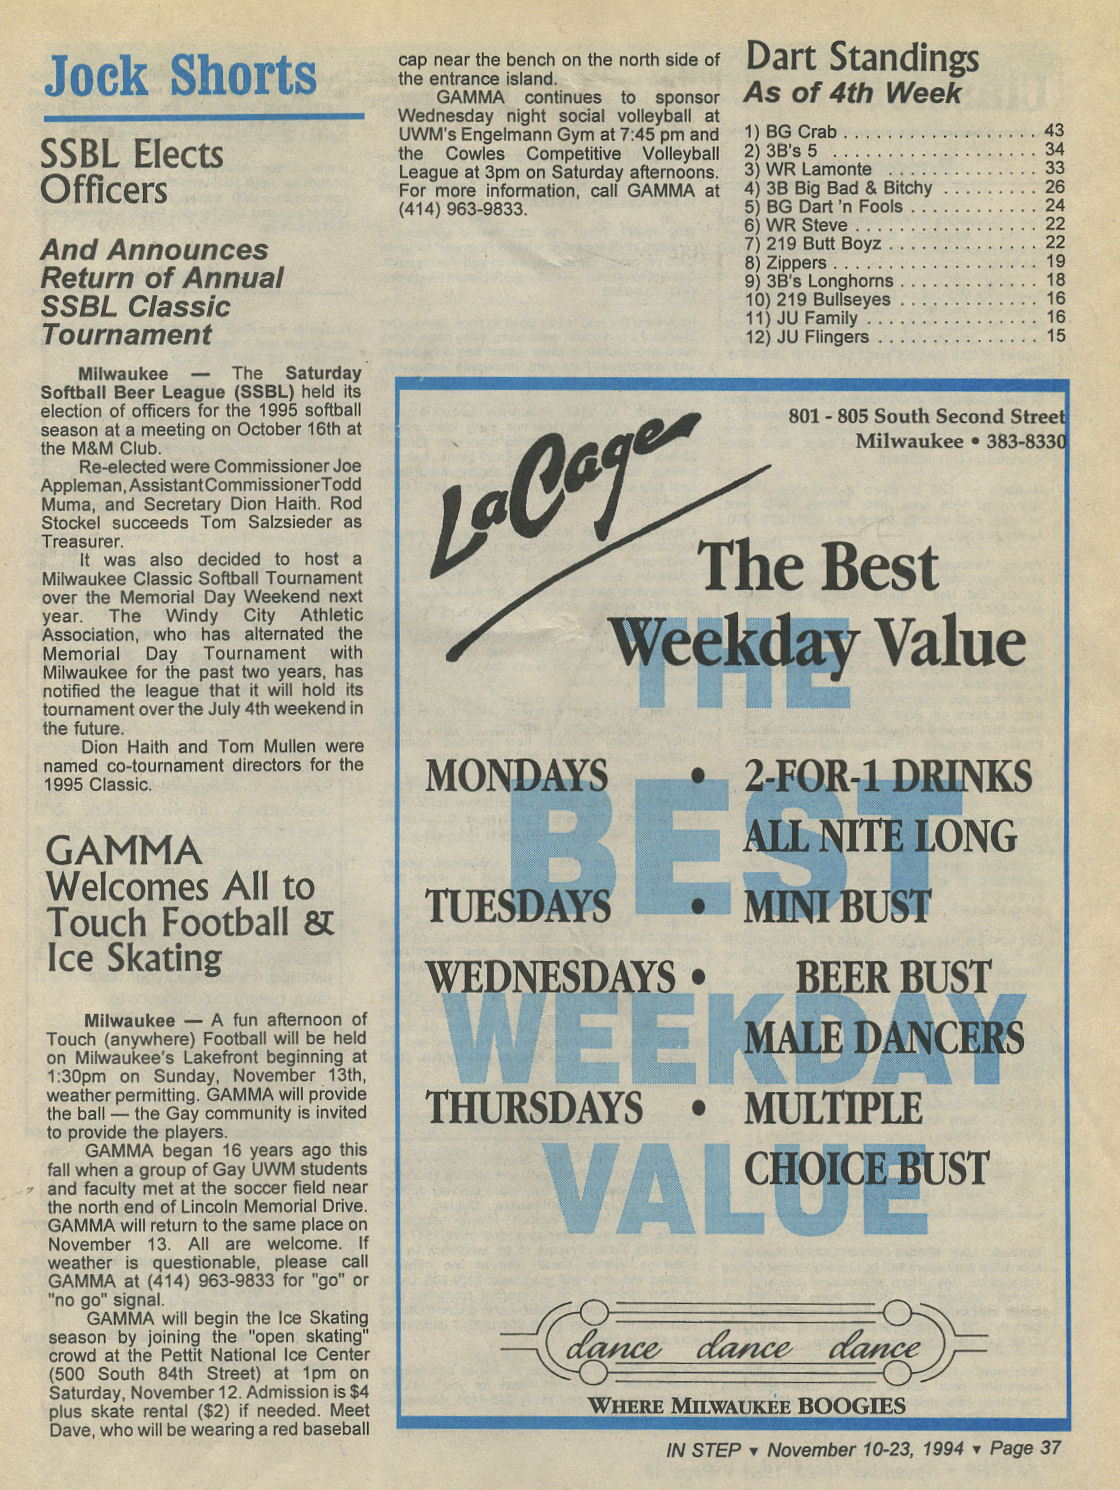 Jock Shorts
SSBL Elects
Officers
And Announces
Return of Annual
SSBL Classic
Tournament
Milwaukee — The Saturday
Softball Beer League (SSBL) held its
election of officers for the 1995 softball
season at a meeting on October 16th at
the M&M Club.
Re-elected were Commissioner Joe
Appleman, Assistant Commissioner Todd
Muma, and Secretary Dion Haith. Rod
Stockel succeeds Tom Salzsieder as
Treasurer.
It was also decided to host a
Milwaukee Classic Softball Tournament
over the Memorial Day Weekend next
year. The Windy City Athletic
Association, who has alternated the
Memorial Day Tournament with
Milwaukee for the past two years, has
notified the league that it will hold its
tournament over the July 4th weekend in
the future.
Dion Haith and Tom Mullen were
named co-tournament directors for the
1995 Classic.
GAMMA
Welcomes All to
Touch Football &
Ice Skating
Milwaukee — A fun afternoon of
Touch (anywhere) Football will be held
on Milwaukee's Lakefront beginning at
1:30pm on Sunday, November 13th,
weather permitting. GAMMA will provide
the ball — the Gay community is invited
to provide the players.
GAMMA began 16 years ago this
fall when a group of Gay UWM students
and faculty met at the soccer field near
the north end of Lincoln Memorial Drive.
GAMMA will return to the same place on
November 13. All are welcome. If
weather is questionable, please call
GAMMA at (414) 963-9833 for "go" or
"no go" signal.
GAMMA will begin the Ice Skating
season by joining the "open skating"
crowd at the Pettit National Ice Center
(500 South 84th Street) at 1pm on
Saturday, November 12. Admission is $4
plus skate rental ($2) if needed. Meet
Dave, who will be wearing a red baseball
cap near the bench on the north side of
the entrance island.
GAMMA continues to sponsor
Wednesday night social volleyball at
UWM's Engelmann Gym at 7:45 pm and
the Cowles Competitive Volleyball
League at 3pm on Saturday afternoons.
For more information, call GAMMA at
(414) 963-9833.
Dart Standings
As of 4th Week
1) BG Crab . . . . . . . . . . . . . . . . . . 43
2) 3B's 5 . . . . . . . . . . . . . . . . . . . 34
3) WR Lamonte . . . . . . . . . . . . . . 33
4) 3B Big Bad & Bitchy . . . . . . . . . 26
5) BG Dart 'n Fools . . . . . . . . . . . . 24
6) WR Steve . . . . . . . . . . . . . . . . . 22
7) 219 Butt Boyz . . . . . . . . . . . . . . 22
8) Zippers . . . . . . . . . . . . . . . . . . . 19
9) 3B's Longhorns . . . . . . . . . . . . . 18
10) 219 Bullseyes . . . . . . . . . . . . . 16
11) JU Family . . . . . . . . . . . . . . . . 16
12) JU Flingers . . . . . . . . . . . . . . . 15
801 - 805 South Second Street
Milwaukee • 383-8330
La Cage
The Best
Weekday Value
THE
MONDAYS • 2-FOR-1 DRINKS
ALL NITE LONG
BEST
TUESDAYS • MINI BUST
WEDNESDAYS • BEER BUST
MALE DANCERS
WEEKDAY
THURSDAYS • MULTIPLE
CHOICE BUST
VALUE
dance dance dance
WHERE MILWAUKEE BOOGIES
IN STEP ▼ November 10-23, 1994 ▼ Page 37